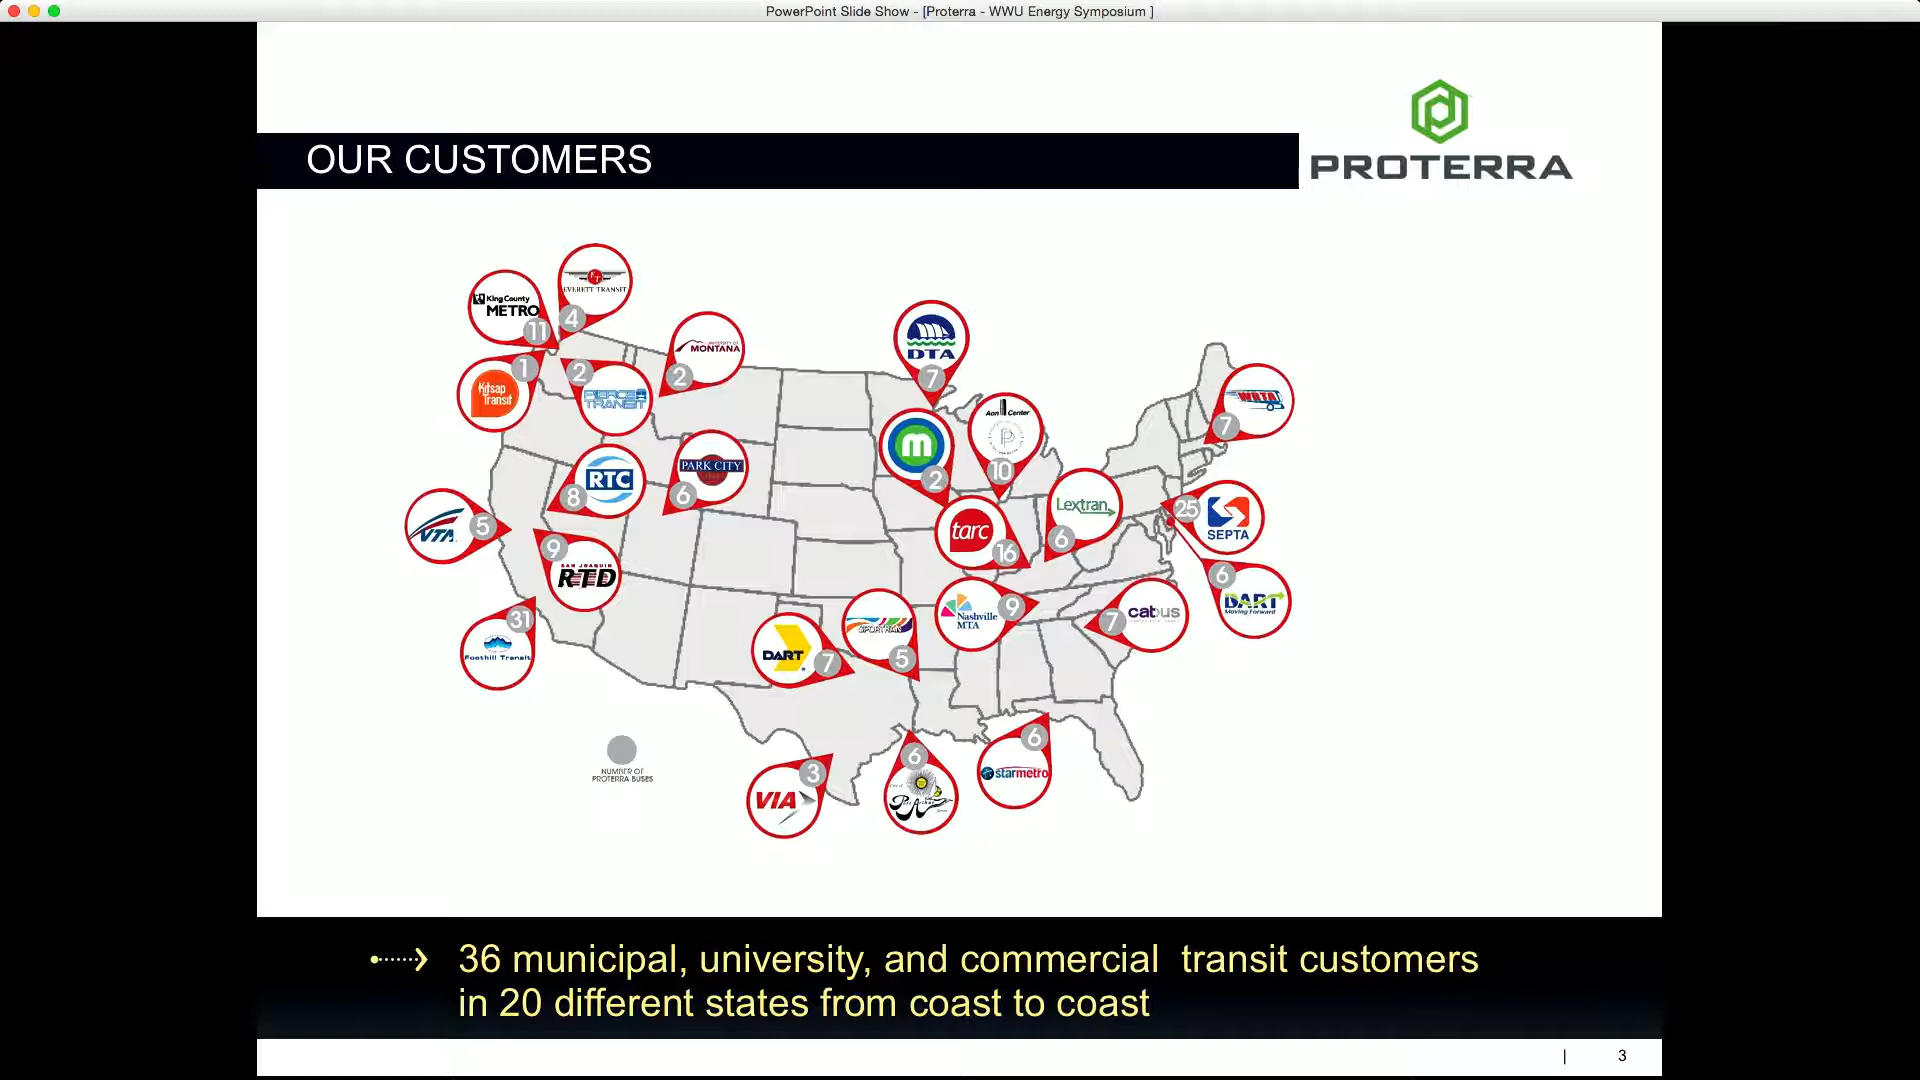 PowerPoint Slide Show - [Proterra - WWU Energy Symposium ]
OUR CUSTOMERS
PROTERRA
EVERETT TRANSIT
4
King County
METRO
11
UNIVERSITY OF
MONTANA
2
DTA
7
Kitsap
Transit
1
2
PIERCE
TRANSIT
Aon Center
P
10
WRTA
7
m
2
RTC
8
PARK CITY
6
Lextran
6
VTA
5
tarc
16
25
SEPTA
9
SAN JOAQUIN
RTD
6
DART
Moving Forward
31
Foothill Transit
DART
7
SPORTRAN
5
Nashville
MTA
9
7
catbus
NUMBER OF
PROTERRA BUSES
VIA
3
6
Port Arthur
6
starmetro
36 municipal, university, and commercial  transit customers
in 20 different states from coast to coast
|
3